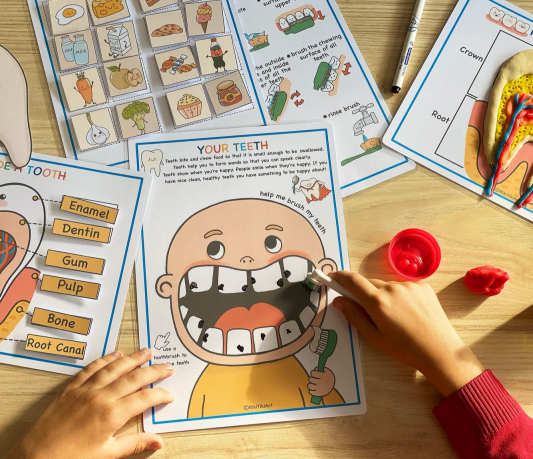 • brush the chewing
surface of all
teeth
he outside
s and inside
s of all the
er teeth
• rinse brush
Crown
Root
DE A TOOTH
Enamel
Dentin
Gum
Pulp
Bone
Root Canal
YOUR TEETH
Teeth bite and chew food so that it is small enough to be swallowed.
Teeth help you to form words so that you can speak clearly.
Teeth show when you're happy. People smile when they're happy. If you
have nice clean, healthy teeth you have something to be happy about!
help me brush my teeth
use a
toothbrush to
teeth